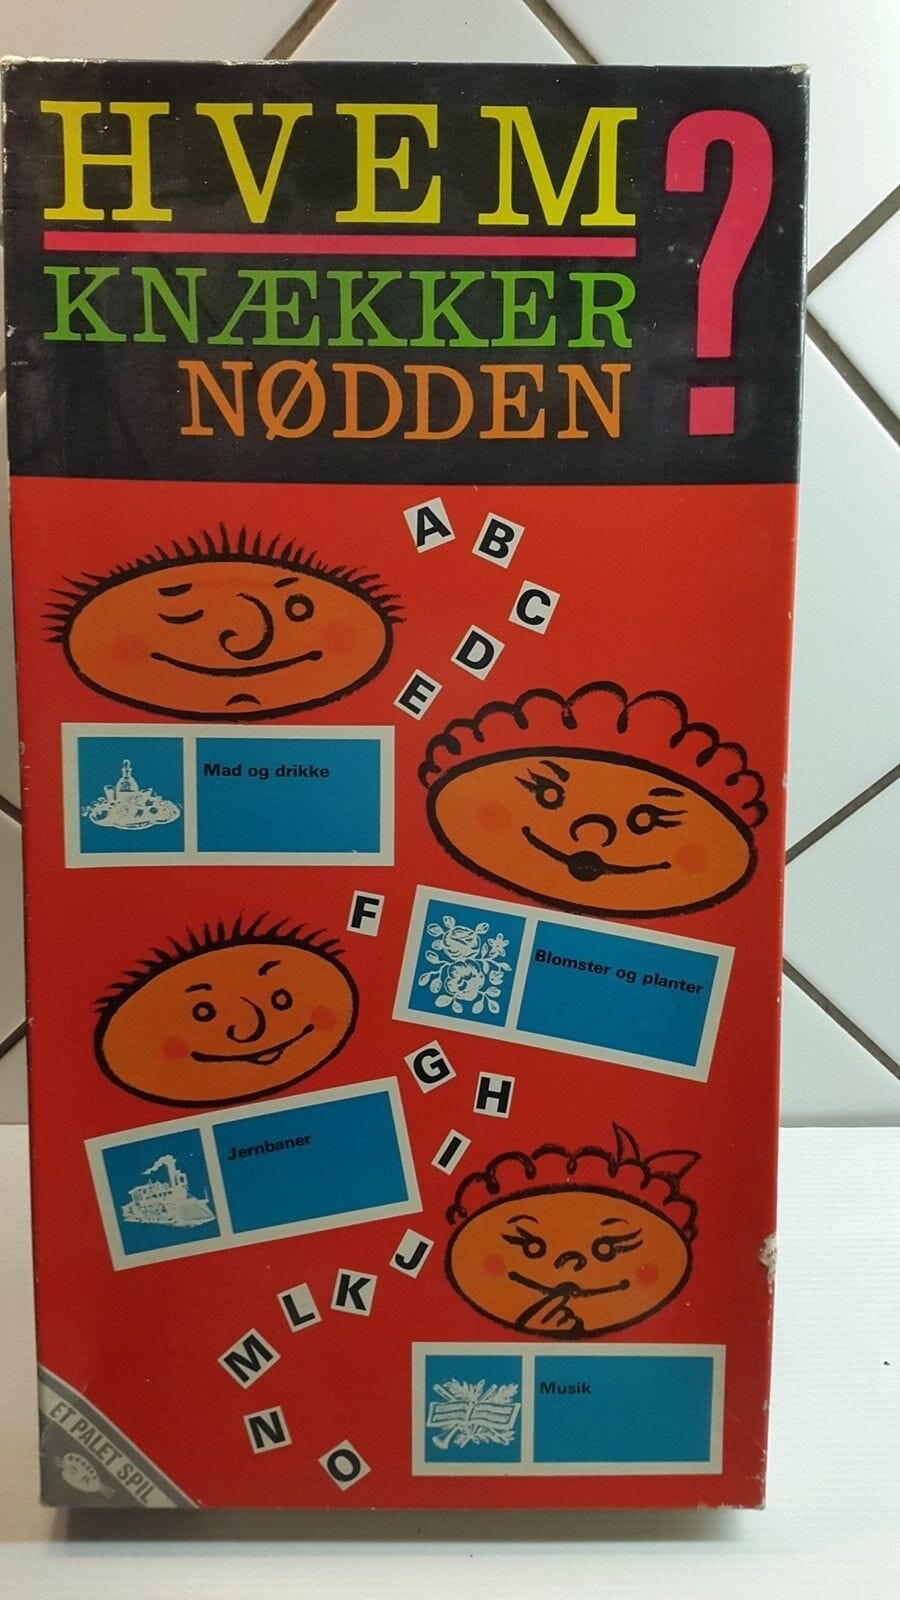 HVEM ?
KNÆKKER
NØDDEN
A
B
C
D
E
Mad og drikke
F
Blomster og planter
G
H
I
Jernbaner
J
K
L
M
N
O
Musik
ET PALET SPIL